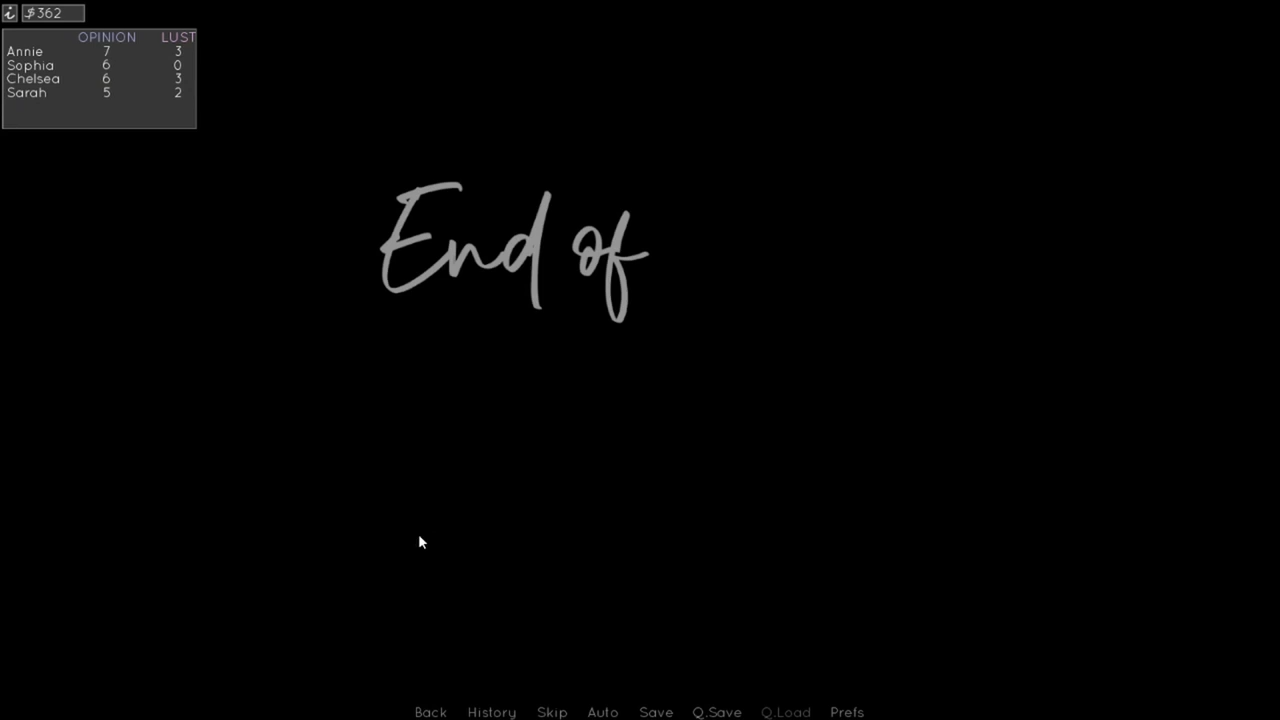 i $362
OPINION LUST
Annie 7 3
Sophia 6 0
Chelsea 6 3
Sarah 5 2
End of
Back History Skip Auto Save Q.Save Q.Load Prefs